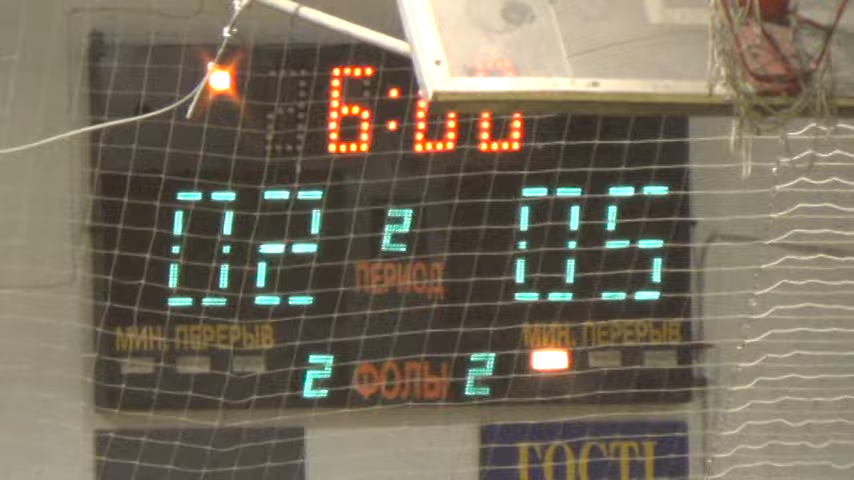 6:00
02 2 05
ПЕРИОД
МИН. ПЕРЕРЫВ МИН. ПЕРЕРЫВ
2 ФОЛЫ 2
ГОСТИ